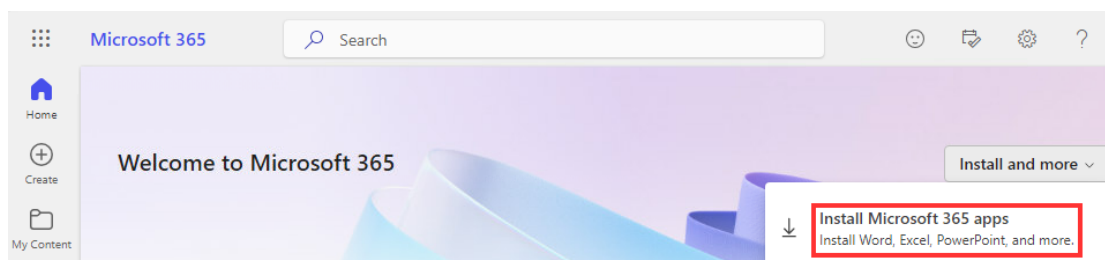 Microsoft 365
Search
?
Home
Create
My Content
Welcome to Microsoft 365
Install and more
Install Microsoft 365 apps
Install Word, Excel, PowerPoint, and more.